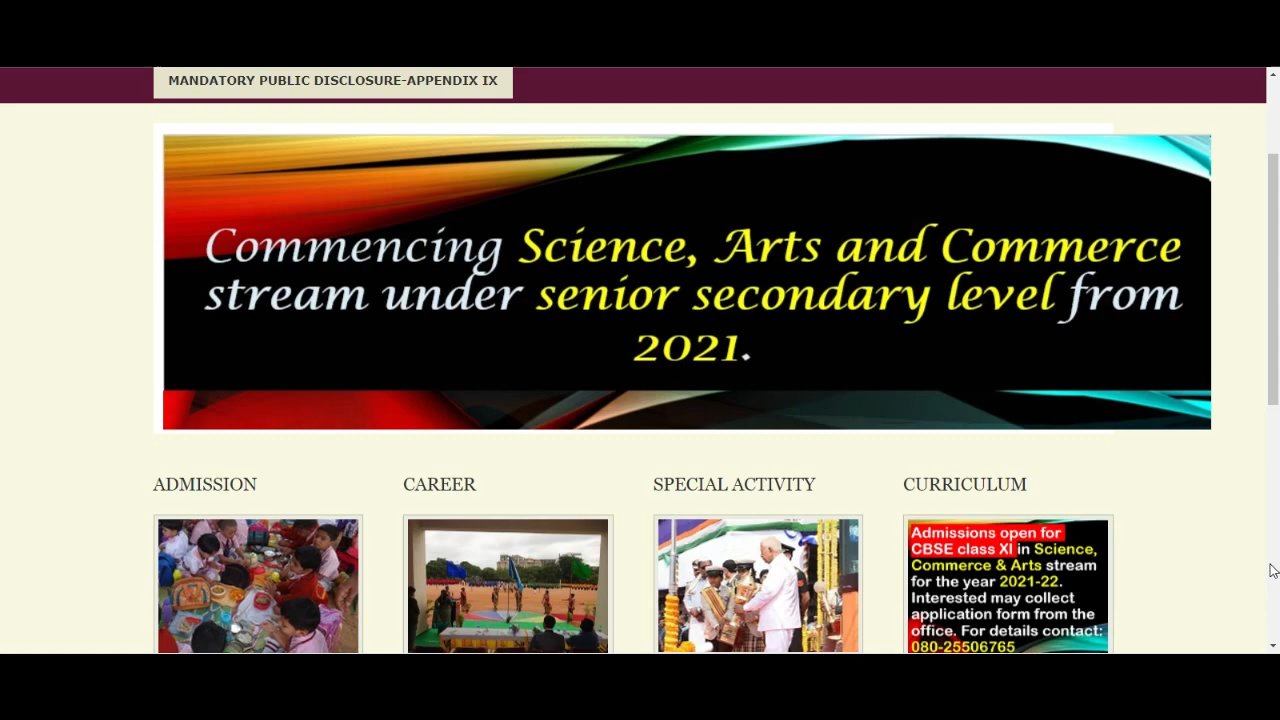 MANDATORY PUBLIC DISCLOSURE-APPENDIX IX
Commencing Science, Arts and Commerce
stream under senior secondary level from
2021.
ADMISSION
CAREER
SPECIAL ACTIVITY
CURRICULUM
Admissions open for
CBSE class XI in Science,
Commerce & Arts stream
for the year 2021-22.
Interested may collect
application form from the
office. For details contact:
080-25506765